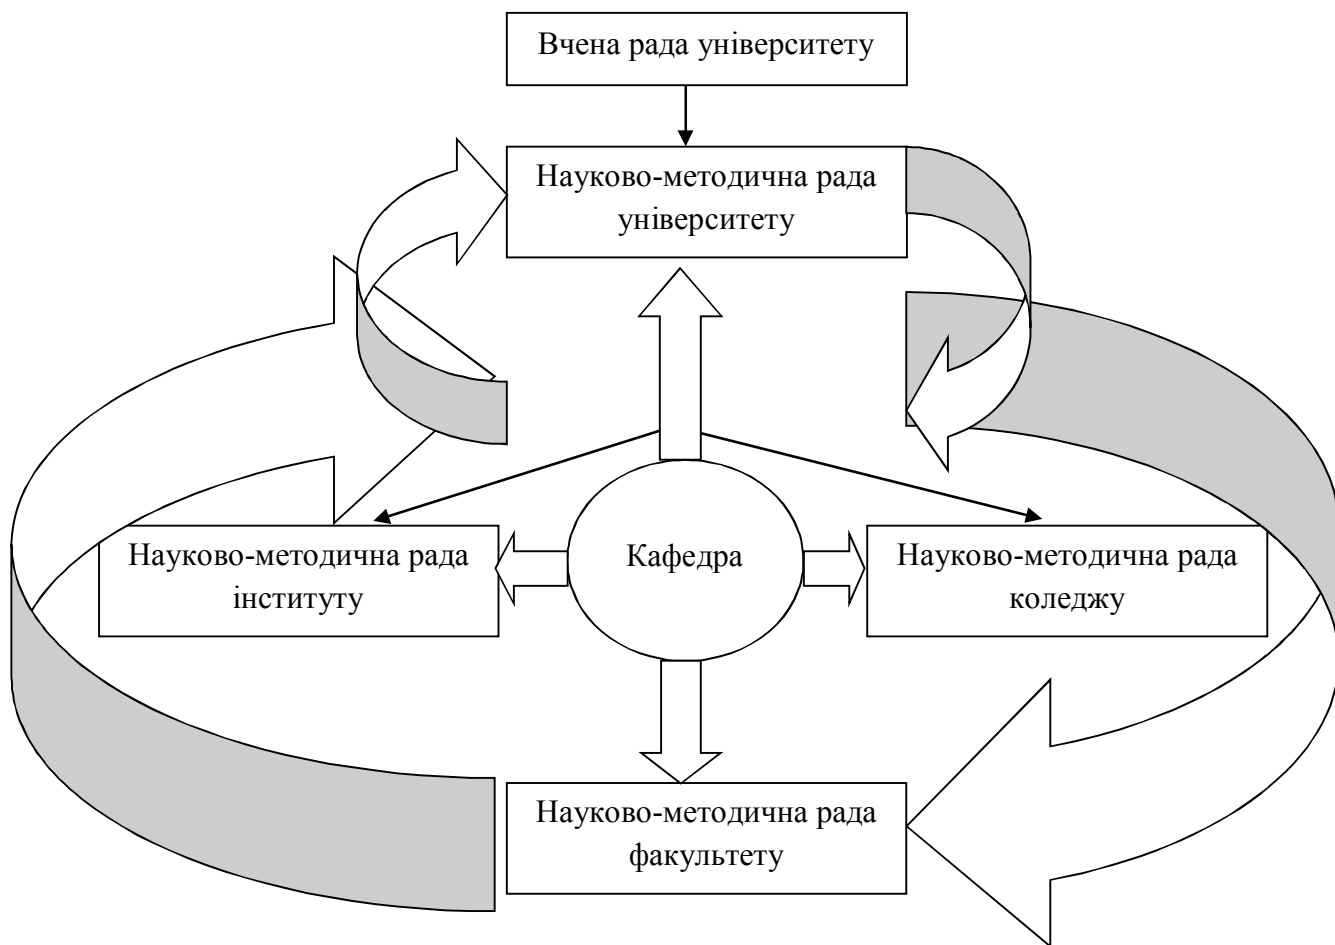 Вчена рада університету
Науково-методична рада
університету
Науково-методична рада
інституту
Кафедра
Науково-методична рада
коледжу
Науково-методична рада
факультету